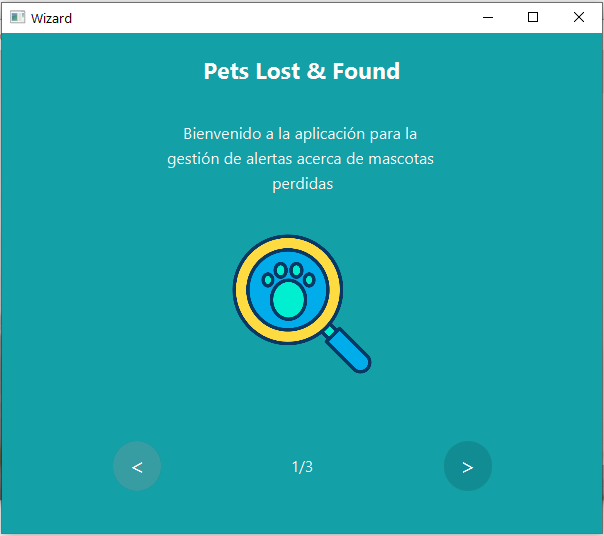 Wizard
Pets Lost & Found
Bienvenido a la aplicación para la
gestión de alertas acerca de mascotas
perdidas
< 1/3 >